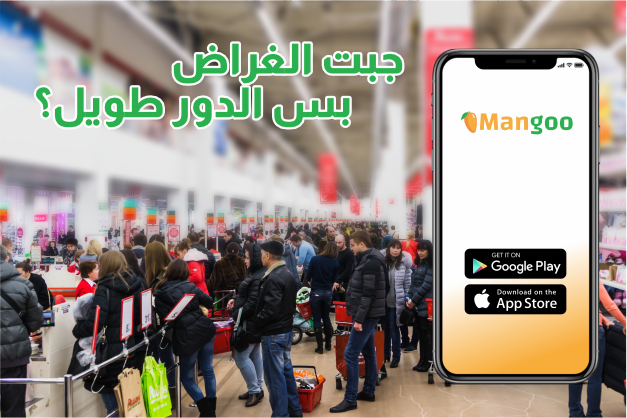 جبت الغراض
بس الدور طويل؟
Mangoo
GET IT ON
Google Play
Download on the
App Store